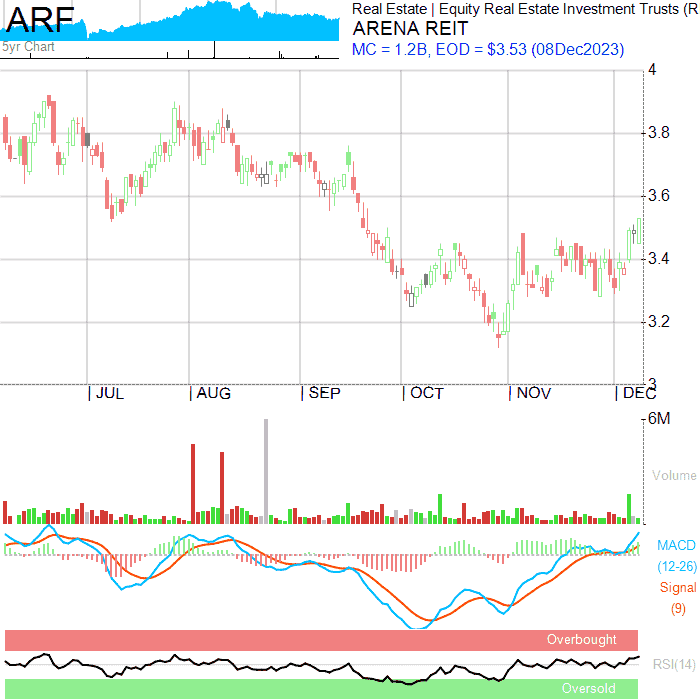 ARF
Real Estate | Equity Real Estate Investment Trusts (R
ARENA REIT
5yr Chart
MC = 1.2B, EOD = $3.53 (08Dec2023)
4
3.8
3.6
3.4
3.2
3
JUL AUG SEP OCT NOV DEC
6M
Volume
MACD
(12-26)
Signal
(9)
Overbought
RSI(14)
Oversold